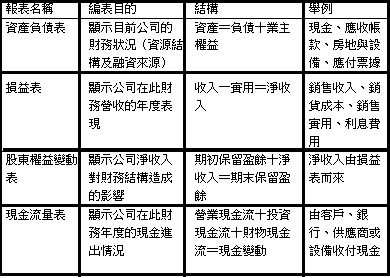 報表名稱 編表目的 結構 舉例
資產負債表 顯示目前公司的 資產＝負債＋業主 現金、應收帳
財務狀況（資源結 權益 款、房地與設
構及融資來源） 備、應付票據
損益表 顯示公司在此財 收入－實用＝淨收 銷售收入、銷
務營收的年度表 入 貨成本、銷售
現 實用、利息費
用
股東權益變動 顯示公司淨收入 期初保留盈餘＋淨 淨收入由損益
表 對財務結構造成 收入＝期末保留盈 表而來
的影響 餘
現金流量表 顯示公司在此財 營業現金流＋投資 由客戶、銀
務年度的現金進 現金流＋財物現金 行、供應商或
出情況 流＝現金變動 設備收付現金